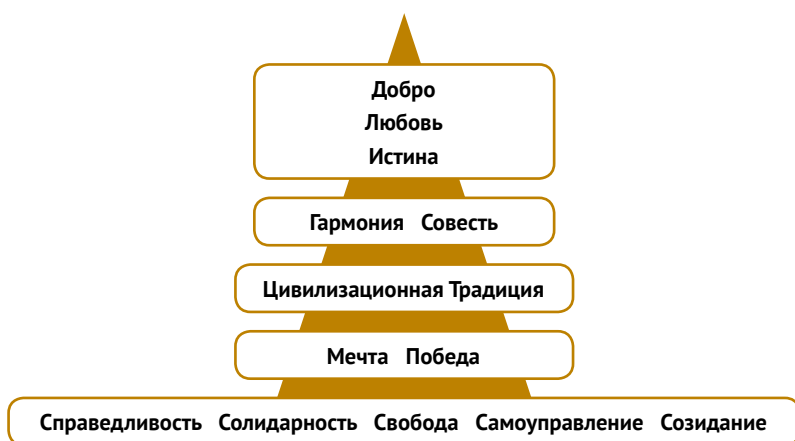 Добро
Любовь
Истина
Гармония Совесть
Цивилизационная Традиция
Мечта Победа
Справедливость Солидарность Свобода Самоуправление Созидание